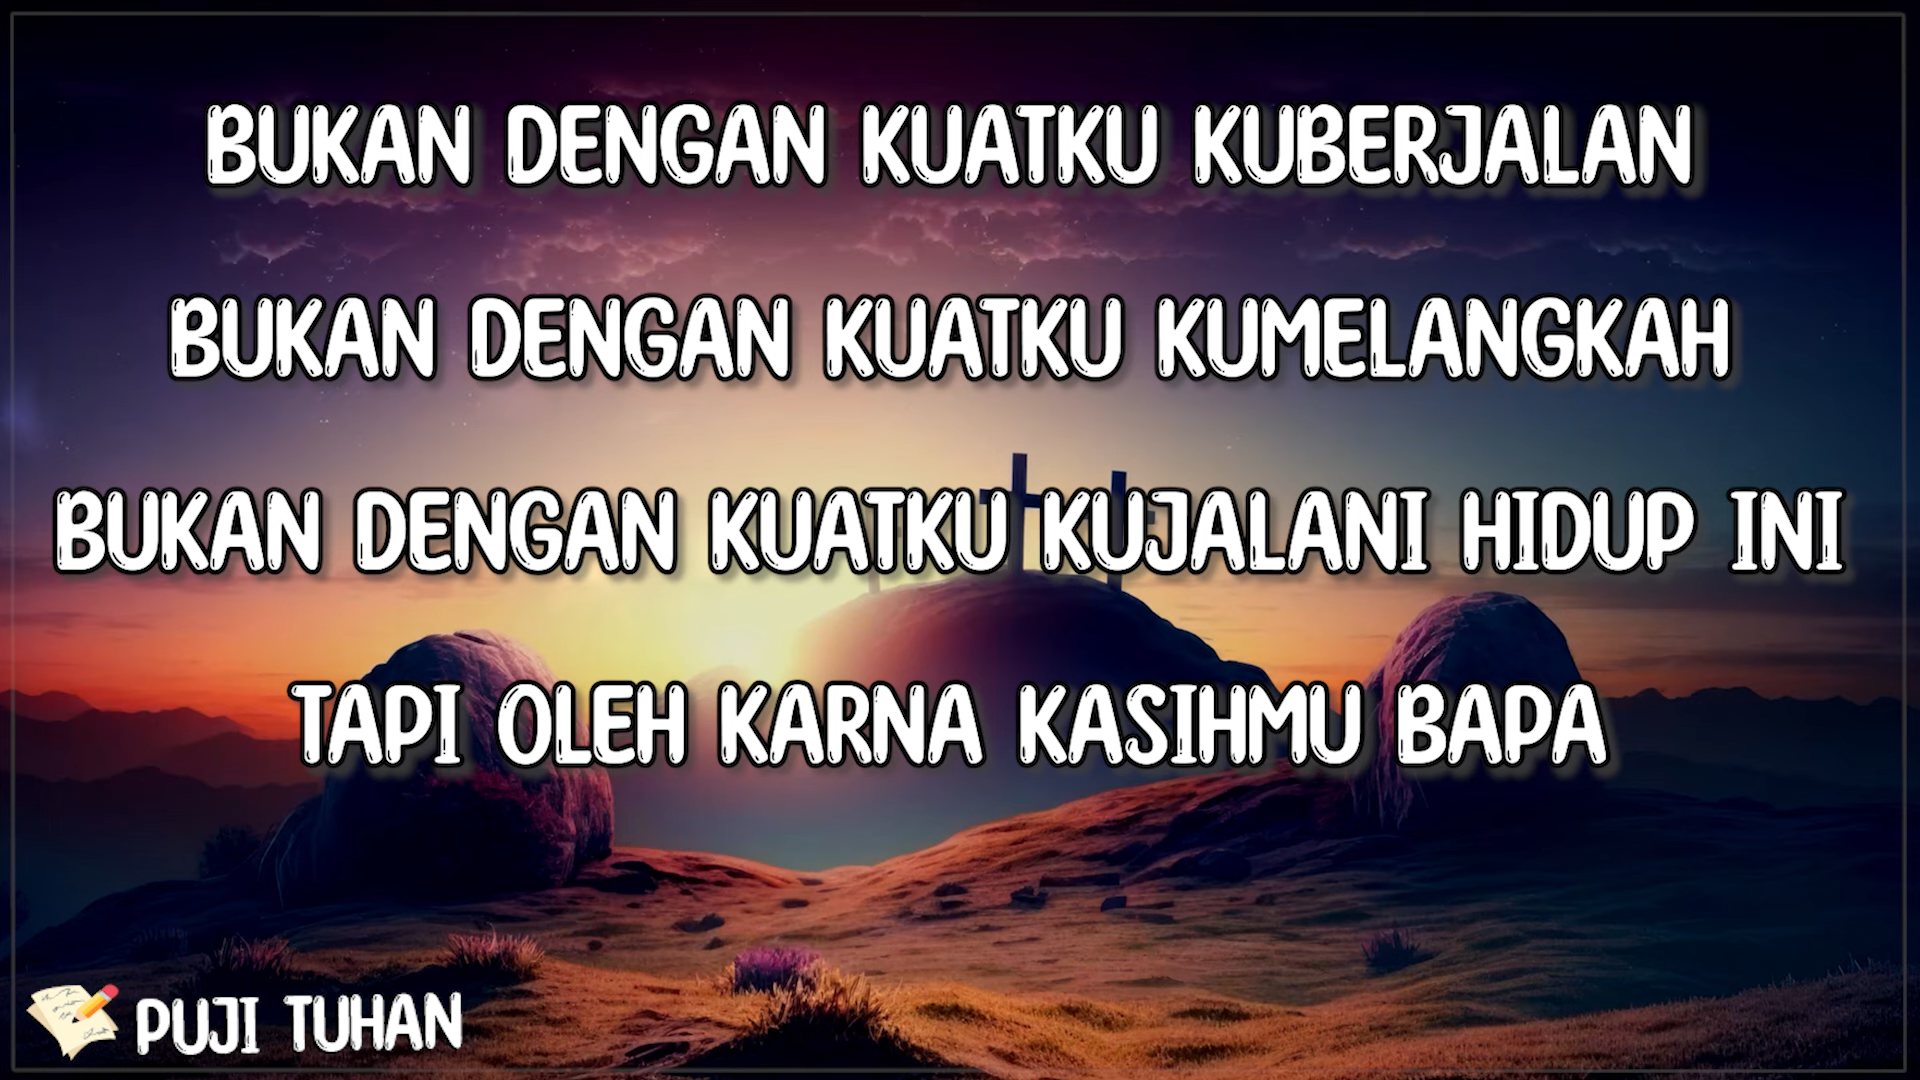 BUKAN DENGAN KUATKU KUBERJALAN
BUKAN DENGAN KUATKU KUMELANGKAH
BUKAN DENGAN KUATKU KUJALANI HIDUP INI
TAPI OLEH KARNA KASIHMU BAPA
PUJI TUHAN